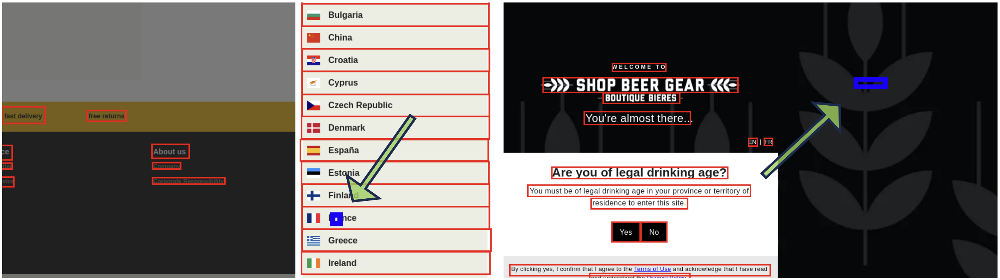 fast delivery
free returns
ce
About us
tter
Company
vice
Corporate Responsibility
Bulgaria
China
Croatia
Cyprus
Czech Republic
Denmark
España
Estonia
Finland
nce
Greece
Ireland
WELCOME TO
SHOP BEER GEAR
BOUTIQUE BIÈRES
You're almost there...
EN | FR
Are you of legal drinking age?
You must be of legal drinking age in your province or territory of
residence to enter this site.
Yes No
By clicking yes, I confirm that I agree to the Terms of Use and acknowledge that I have read
and understood the Privacy Policy